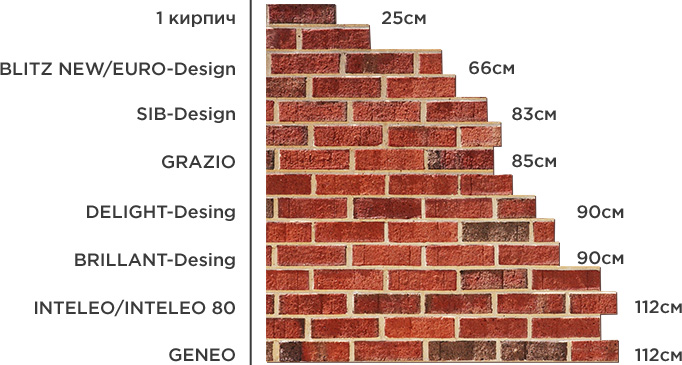 1 кирпич 25см
BLITZ NEW/EURO-Design 66см
SIB-Design 83см
GRAZIO 85см
DELIGHT-Desing 90см
BRILLANT-Desing 90см
INTELEO/INTELEO 80 112см
GENEO 112см